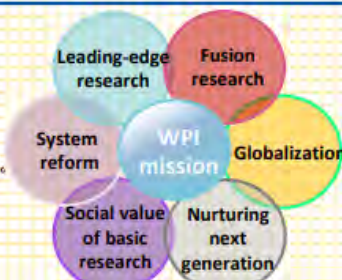 Leading-edge
research
Fusion
research
System
reform
WPI
mission
Globalization
Social value
of basic
research
Nurturing
next
generation